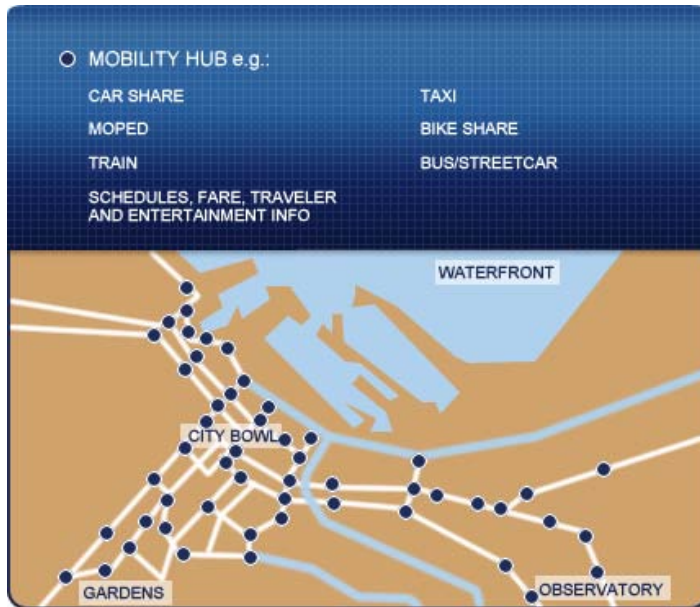 MOBILITY HUB e.g.:
CAR SHARE
TAXI
MOPED
BIKE SHARE
TRAIN
BUS/STREETCAR
SCHEDULES, FARE, TRAVELER
AND ENTERTAINMENT INFO
WATERFRONT
CITY BOWL
GARDENS
OBSERVATORY